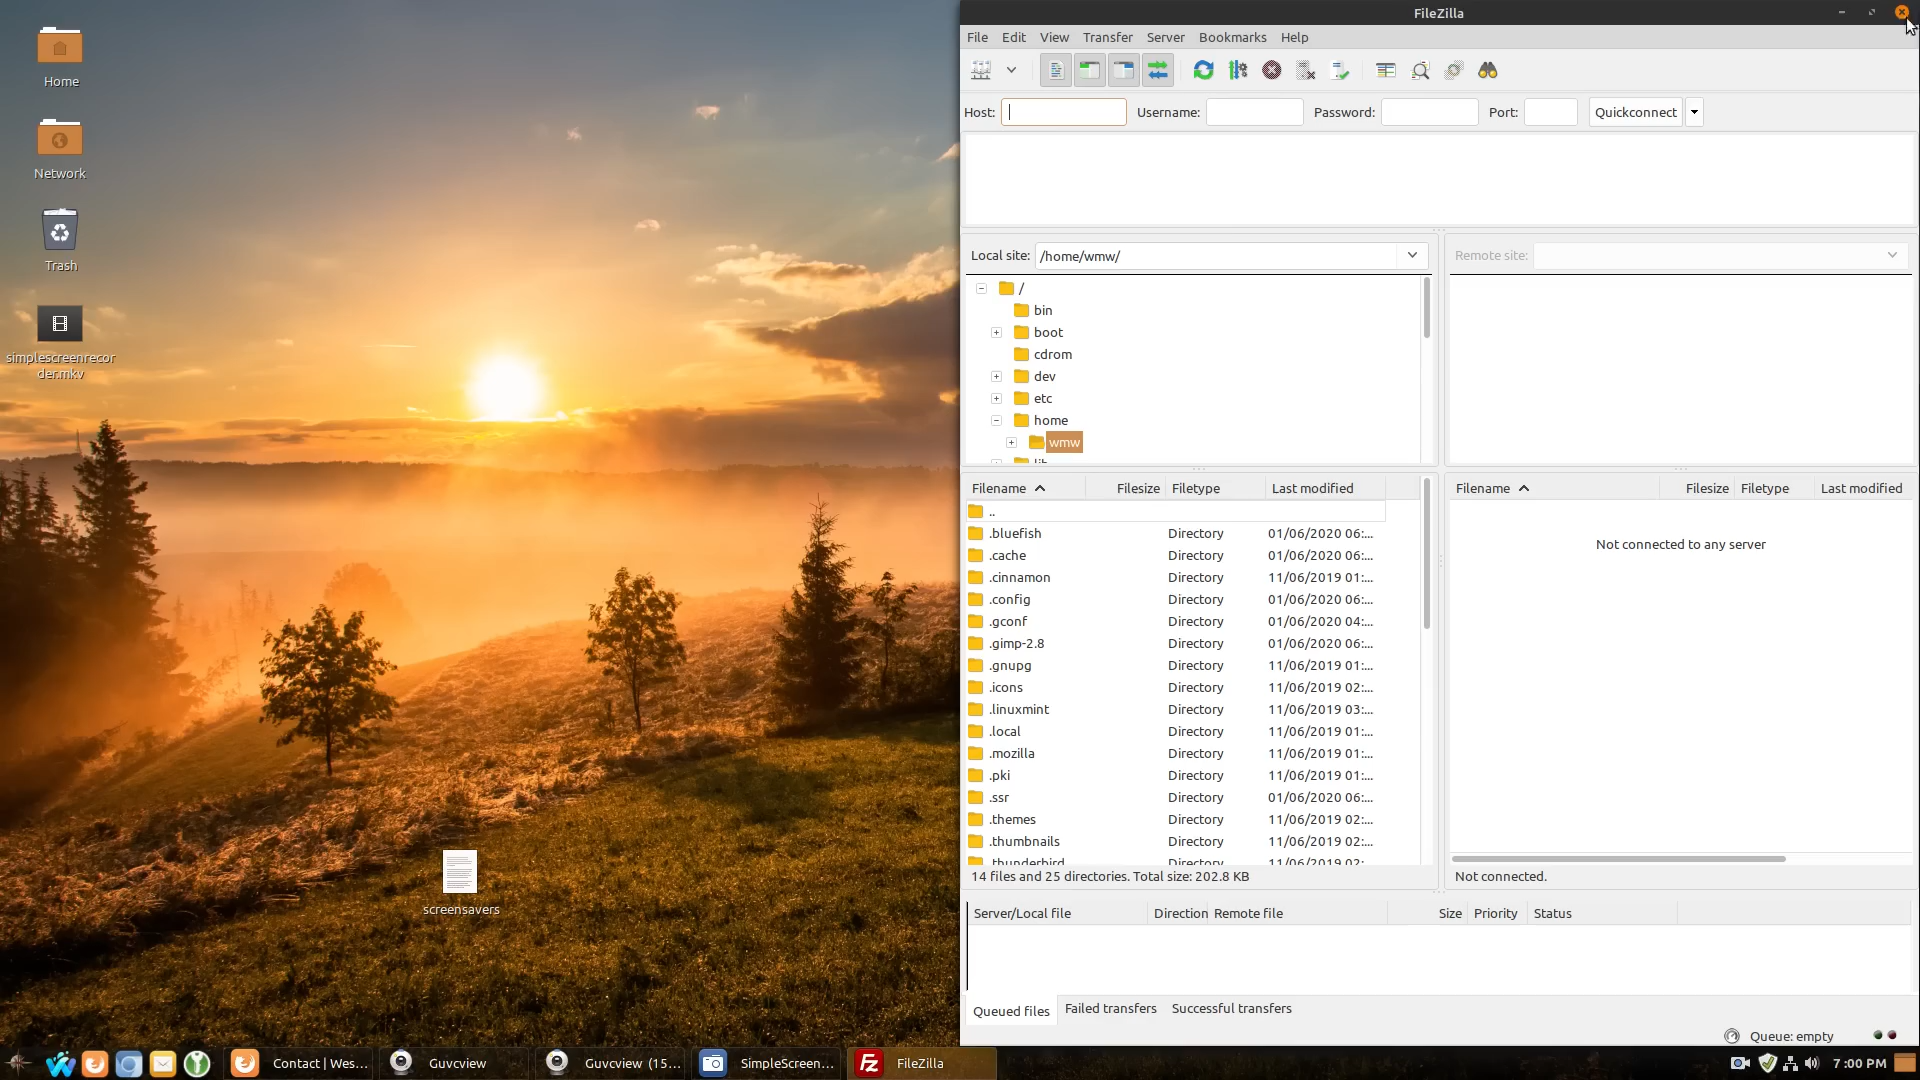 Home
Network
Trash
simplescreenrecor
der.mkv
screensavers
FileZilla
File Edit View Transfer Server Bookmarks Help
Host: Username: Password: Port: Quickconnect
Local site: /home/wmw/
/
bin
boot
cdrom
dev
etc
home
wmw
lib
Remote site:
Filename Filesize Filetype Last modified
..
.bluefish Directory 01/06/2020 06:...
.cache Directory 01/06/2020 06:...
.cinnamon Directory 11/06/2019 01:...
.config Directory 01/06/2020 06:...
.gconf Directory 01/06/2020 04:...
.gimp-2.8 Directory 01/06/2020 06:...
.gnupg Directory 11/06/2019 01:...
.icons Directory 11/06/2019 02:...
.linuxmint Directory 11/06/2019 03:...
.local Directory 11/06/2019 01:...
.mozilla Directory 11/06/2019 01:...
.pki Directory 11/06/2019 01:...
.ssr Directory 01/06/2020 06:...
.themes Directory 11/06/2019 02:...
.thumbnails Directory 11/06/2019 02:...
.thunderbird Directory 11/06/2019 02:
14 files and 25 directories. Total size: 202.8 KB
Filename Filesize Filetype Last modified
Not connected to any server
Not connected.
Server/Local file Direction Remote file Size Priority Status
Queued files Failed transfers Successful transfers
Queue: empty
Contact | Wes... Guvcview Guvcview (15... SimpleScreen... Fz FileZilla 7:00 PM